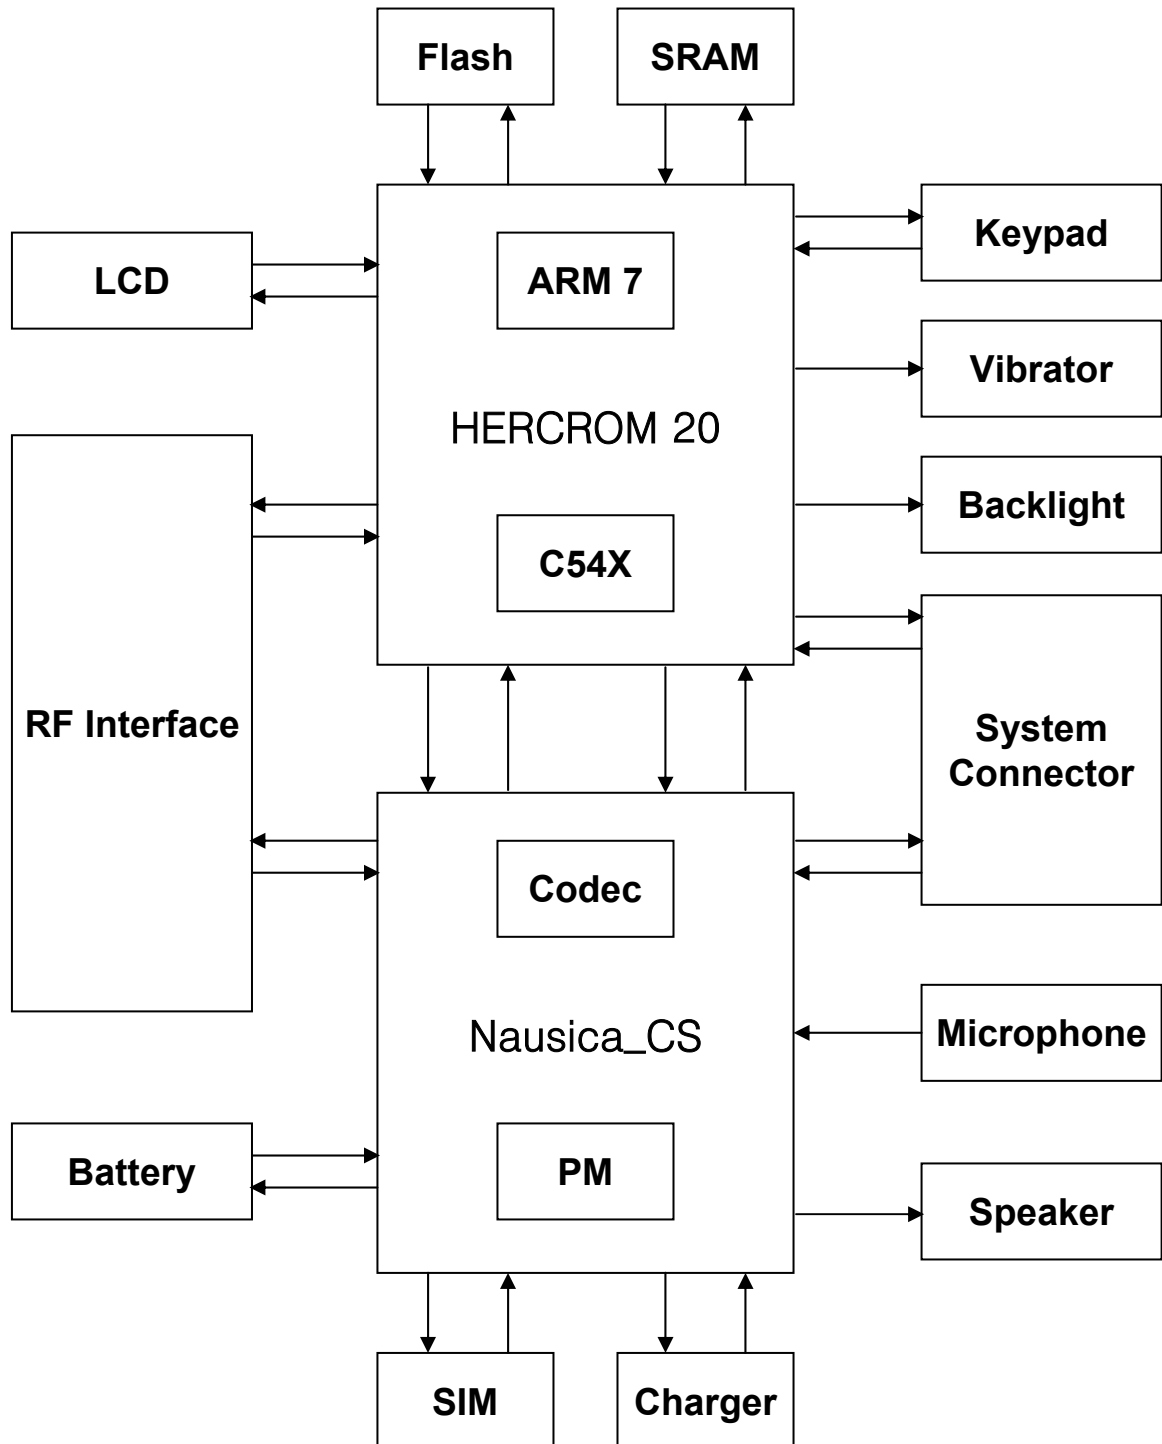 Flash
SRAM
Keypad
LCD
ARM 7
Vibrator
HERCROM 20
Backlight
C54X
RF Interface
System
Connector
Codec
Microphone
Nausica_CS
Battery
PM
Speaker
SIM
Charger